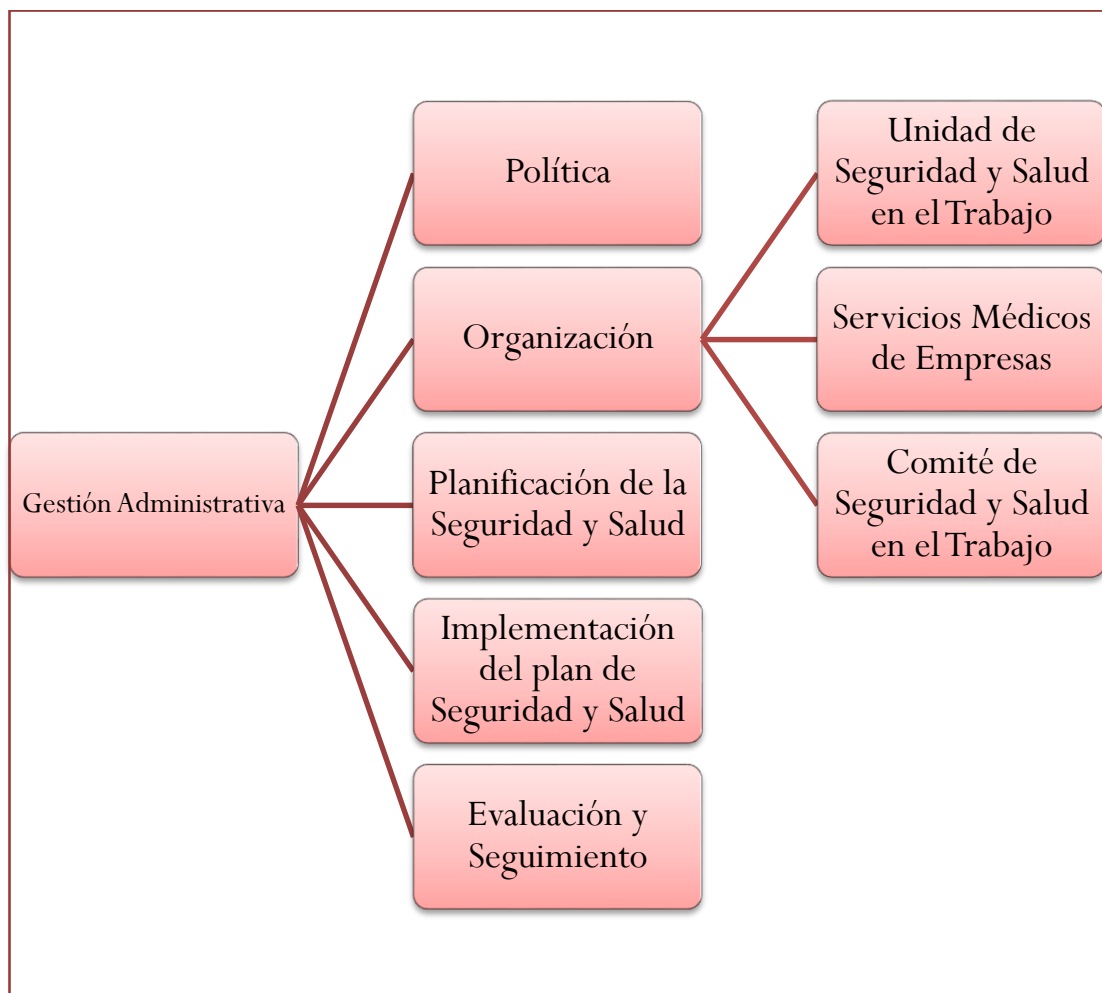 Gestión Administrativa
Política
Organización
Planificación de la
Seguridad y Salud
Implementación
del plan de
Seguridad y Salud
Evaluación y
Seguimiento
Unidad de
Seguridad y Salud
en el Trabajo
Servicios Médicos
de Empresas
Comité de
Seguridad y Salud
en el Trabajo